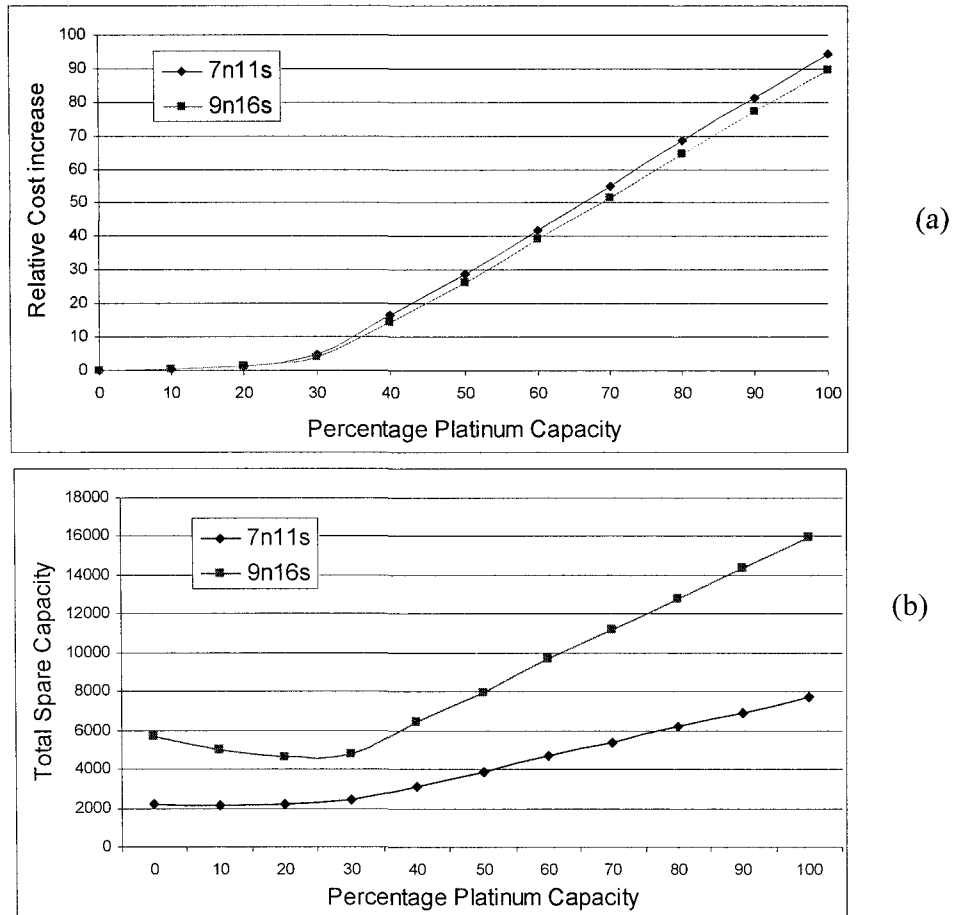 100
90
80
70
60
50
40
30
20
10
0
Relative Cost increase
7n11s
9n16s
0 10 20 30 40 50 60 70 80 90 100
Percentage Platinum Capacity
(a)
18000
16000
14000
12000
10000
8000
6000
4000
2000
0
Total Spare Capacity
7n11s
9n16s
0 10 20 30 40 50 60 70 80 90 100
Percentage Platinum Capacity
(b)